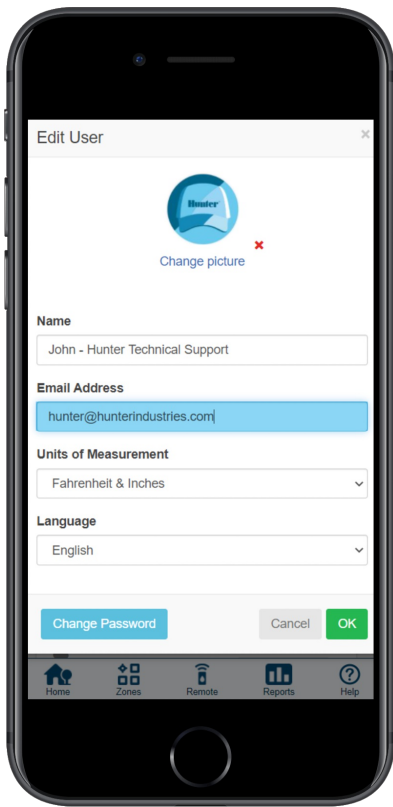 Edit User
×
Hunter
Change picture
Name
John - Hunter Technical Support
Email Address
hunter@hunterindustries.com
Units of Measurement
Fahrenheit & Inches
Language
English
Change Password Cancel OK
Home Zones Remote Reports Help